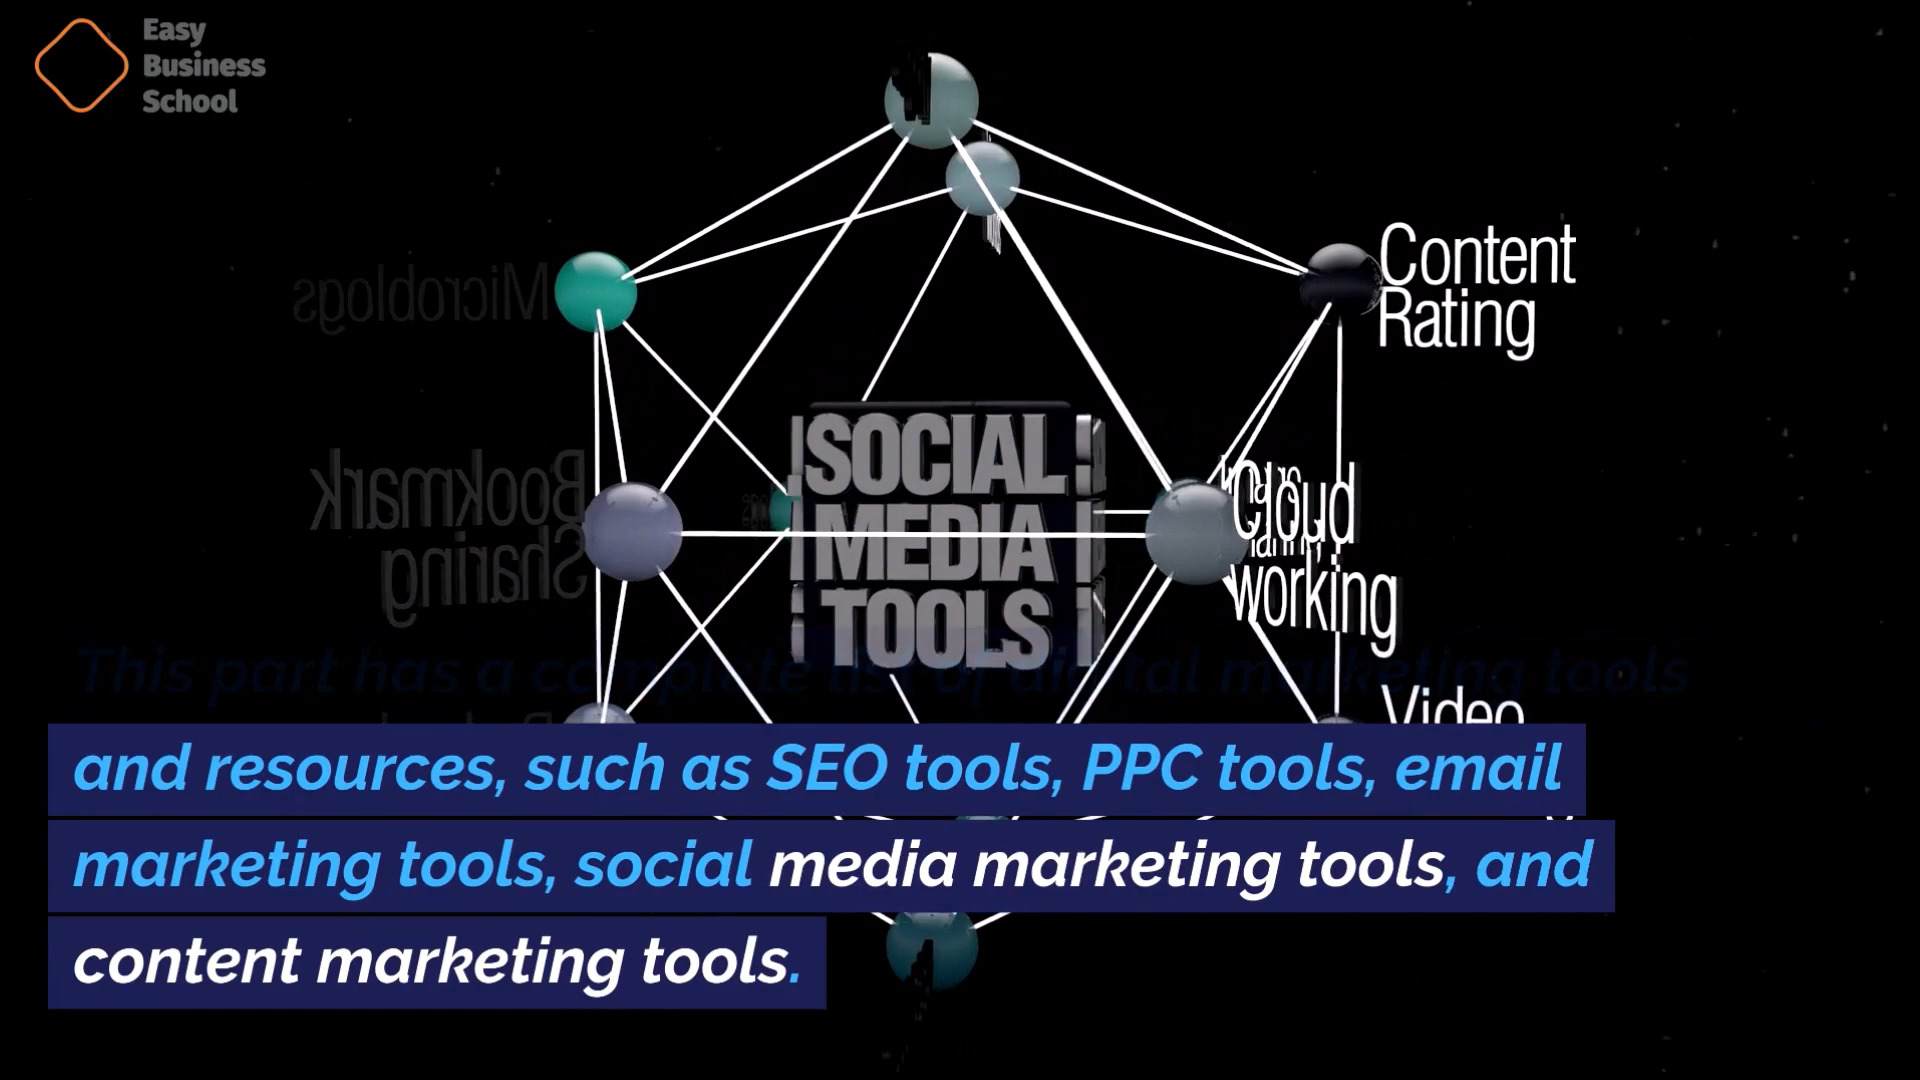 Easy
Business
School
Content
Rating
Microblogs
SOCIAL
MEDIA
TOOLS
Bookmark
Sharing
Cloud
working
Video
This part has a complete list of digital marketing tools
and resources, such as SEO tools, PPC tools, email
marketing tools, social media marketing tools, and
content marketing tools.